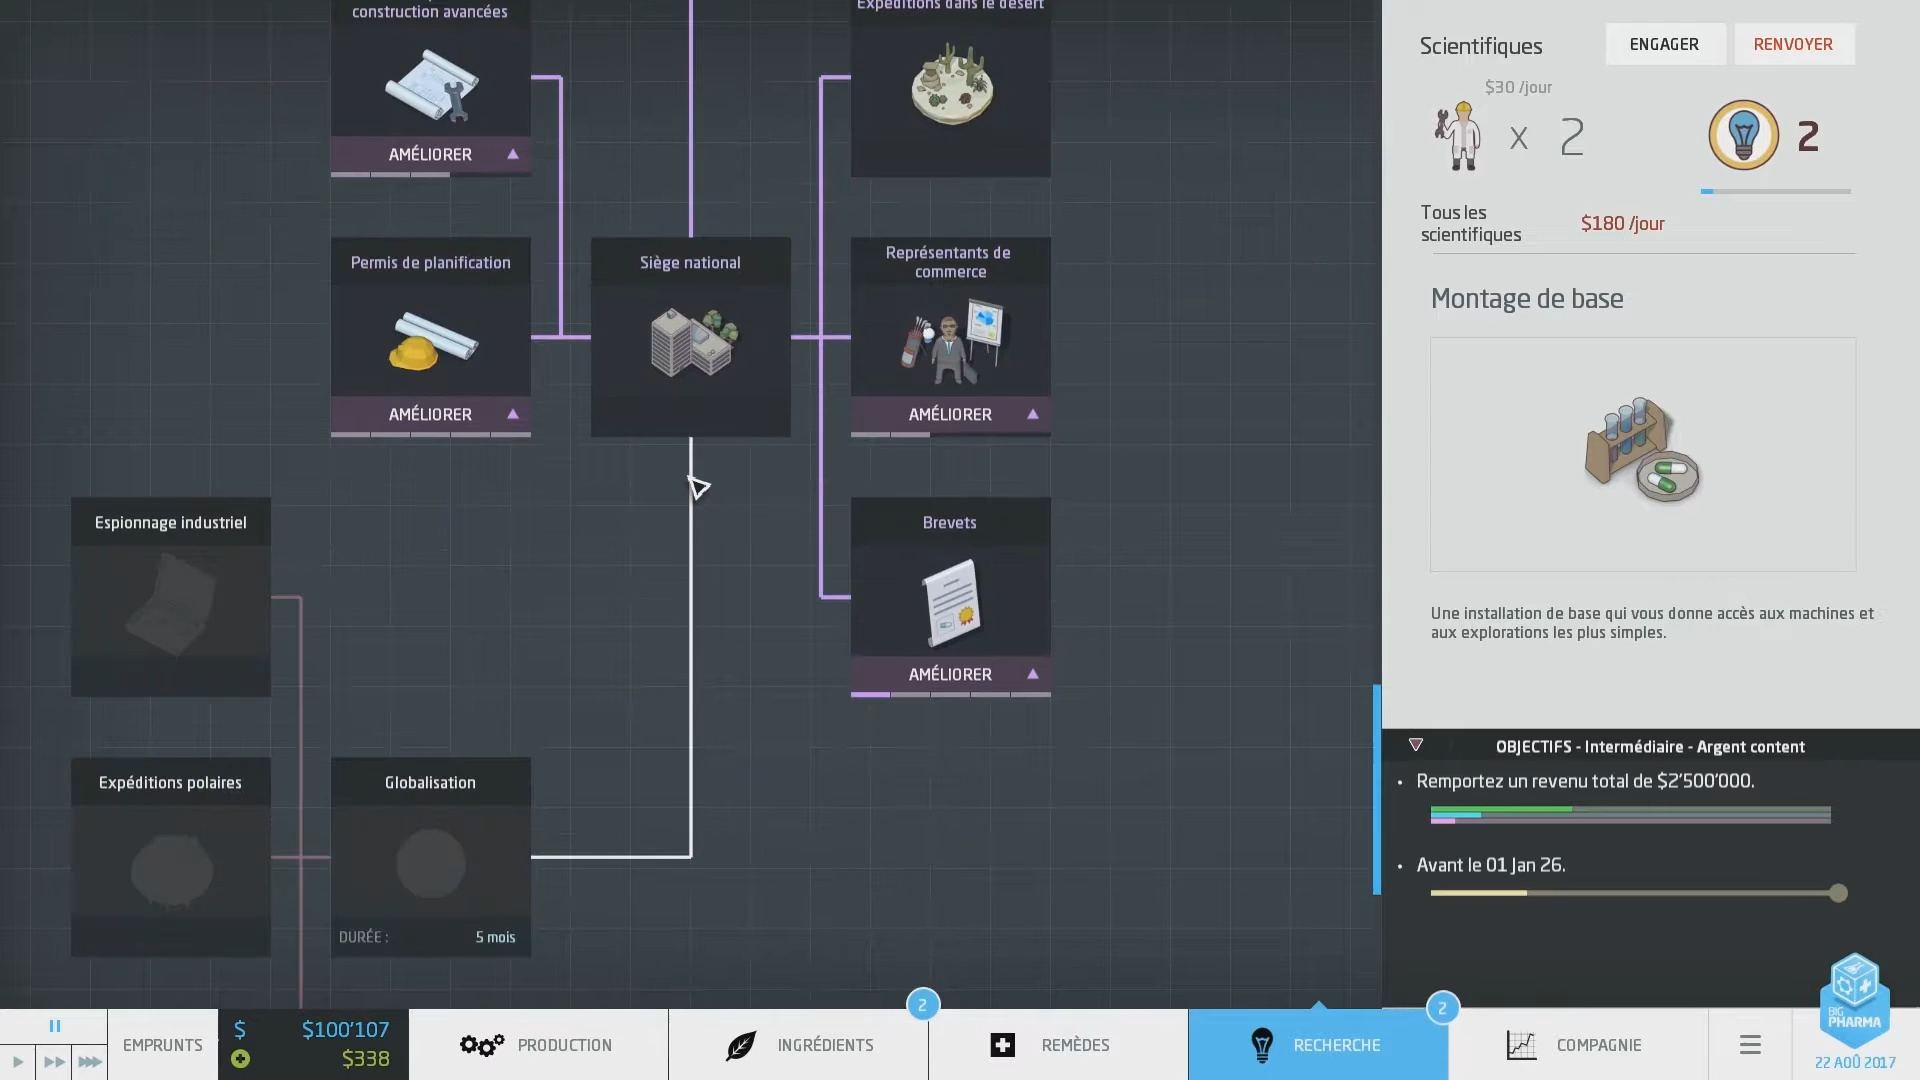 construction avancées
AMÉLIORER
Expéditions dans le désert
Permis de planification
AMÉLIORER
Siège national
Représentants de
commerce
AMÉLIORER
Espionnage industriel
Brevets
AMÉLIORER
Expéditions polaires
Globalisation
DURÉE :
5 mois
Scientifiques
ENGAGER
RENVOYER
$30 /jour
X 2
2
Tous les
scientifiques
$180 /jour
Montage de base
Une installation de base qui vous donne accès aux machines et
aux explorations les plus simples.
OBJECTIFS - Intermédiaire - Argent content
• Remportez un revenu total de $2'500'000.
• Avant le 01 Jan 26.
EMPRUNTS
$ $100'107
$338
PRODUCTION
INGRÉDIENTS
2
REMÈDES
RECHERCHE
2
COMPAGNIE
BIG
PHARMA
22 AOÛ 2017